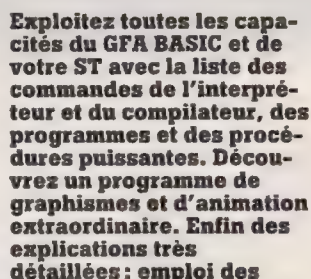 Exploitez toutes les capa-
cités du GFA BASIC et de
votre ST avec la liste des
commandes de l'interpré-
teur et du compilateur, des
programmes et des procé-
dures puissantes. Décou-
vrez un programme de
graphismes et d'animation
extraordinaire. Enfin des
explications très
détaillées : emploi des